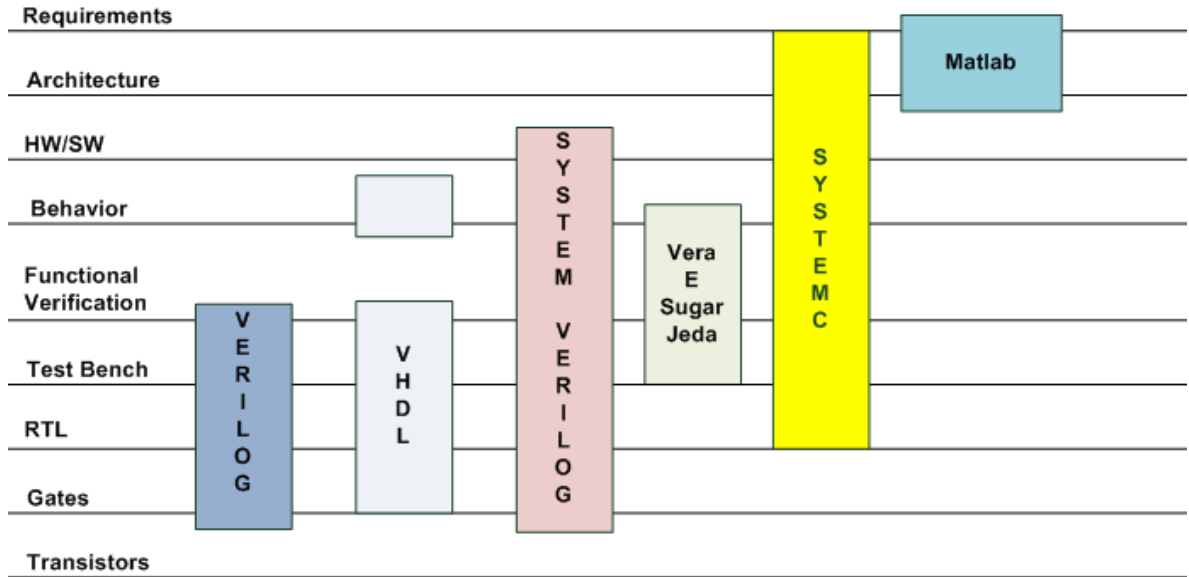 Requirements
Architecture
HW/SW
Behavior
Functional
Verification
Test Bench
RTL
Gates
Transistors
VERILOG
VHDL
SYSTEM VERILOG
Vera
E
Sugar
Jeda
SYSTEMC
Matlab